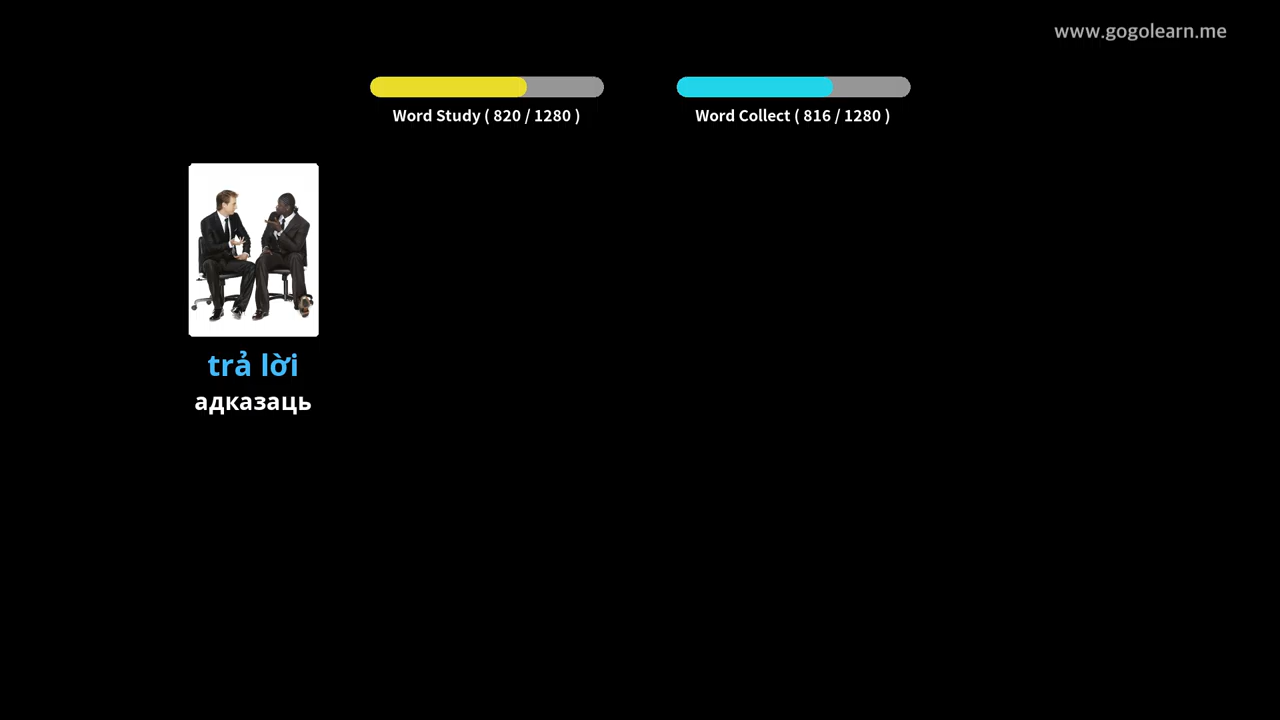 www.gogolearn.me
Word Study ( 820 / 1280 )
Word Collect ( 816 / 1280 )
trả lời
адказаць